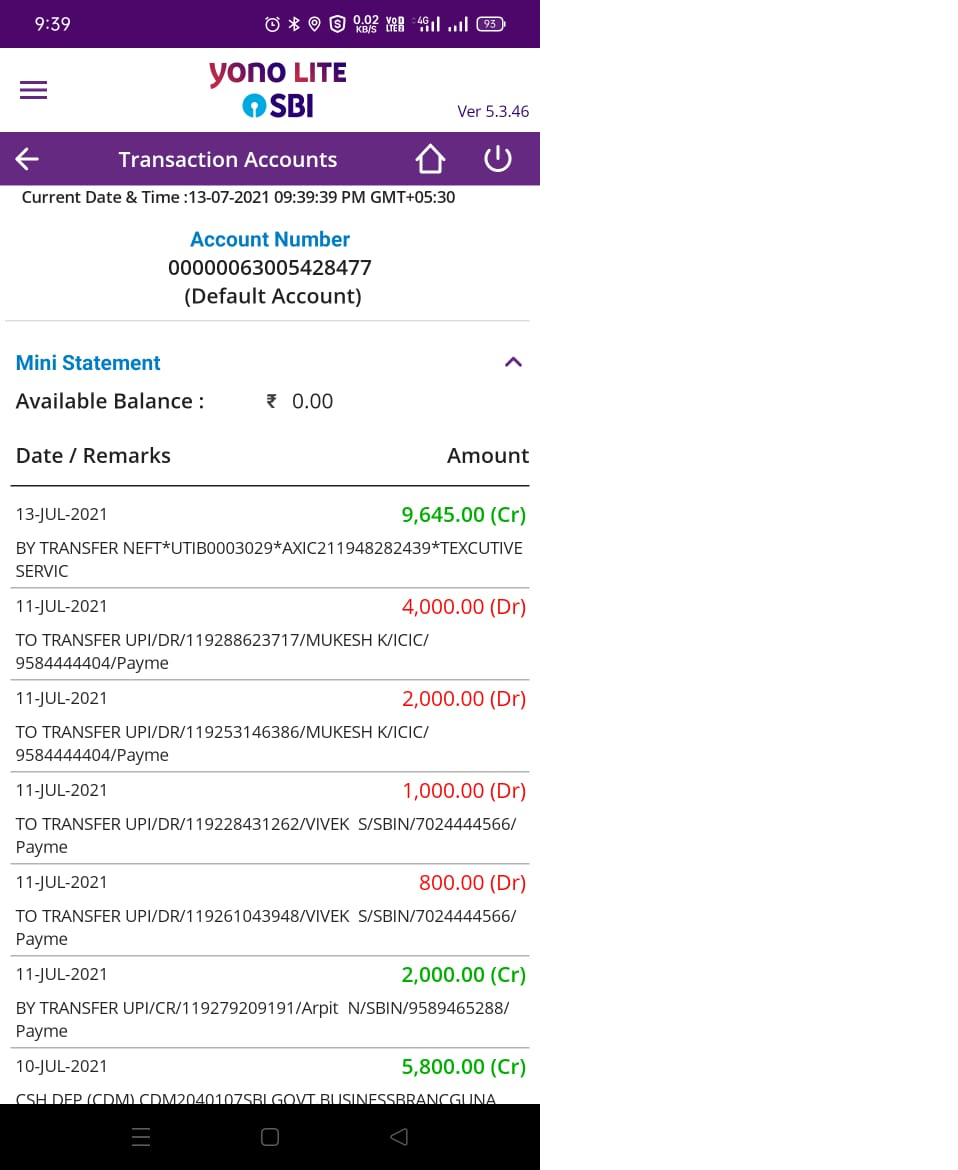 9:39 0.02 KB/S VoD LTEB 4G 93
yono LITE
SBI
Ver 5.3.46
Transaction Accounts
Current Date & Time :13-07-2021 09:39:39 PM GMT+05:30
Account Number
00000063005428477
(Default Account)
Mini Statement
Available Balance : ₹ 0.00
Date / Remarks Amount
13-JUL-2021 9,645.00 (Cr)
BY TRANSFER NEFT*UTIB0003029*AXIC211948282439*TEXCUTIVE
SERVIC
11-JUL-2021 4,000.00 (Dr)
TO TRANSFER UPI/DR/119288623717/MUKESH K/ICIC/
9584444404/Payme
11-JUL-2021 2,000.00 (Dr)
TO TRANSFER UPI/DR/119253146386/MUKESH K/ICIC/
9584444404/Payme
11-JUL-2021 1,000.00 (Dr)
TO TRANSFER UPI/DR/119228431262/VIVEK  S/SBIN/7024444566/
Payme
11-JUL-2021 800.00 (Dr)
TO TRANSFER UPI/DR/119261043948/VIVEK  S/SBIN/7024444566/
Payme
11-JUL-2021 2,000.00 (Cr)
BY TRANSFER UPI/CR/119279209191/Arpit  N/SBIN/9589465288/
Payme
10-JUL-2021 5,800.00 (Cr)
CSH DEP (CDM) CDM2040107SBI GOVT BUSINESSBRANCGUNA